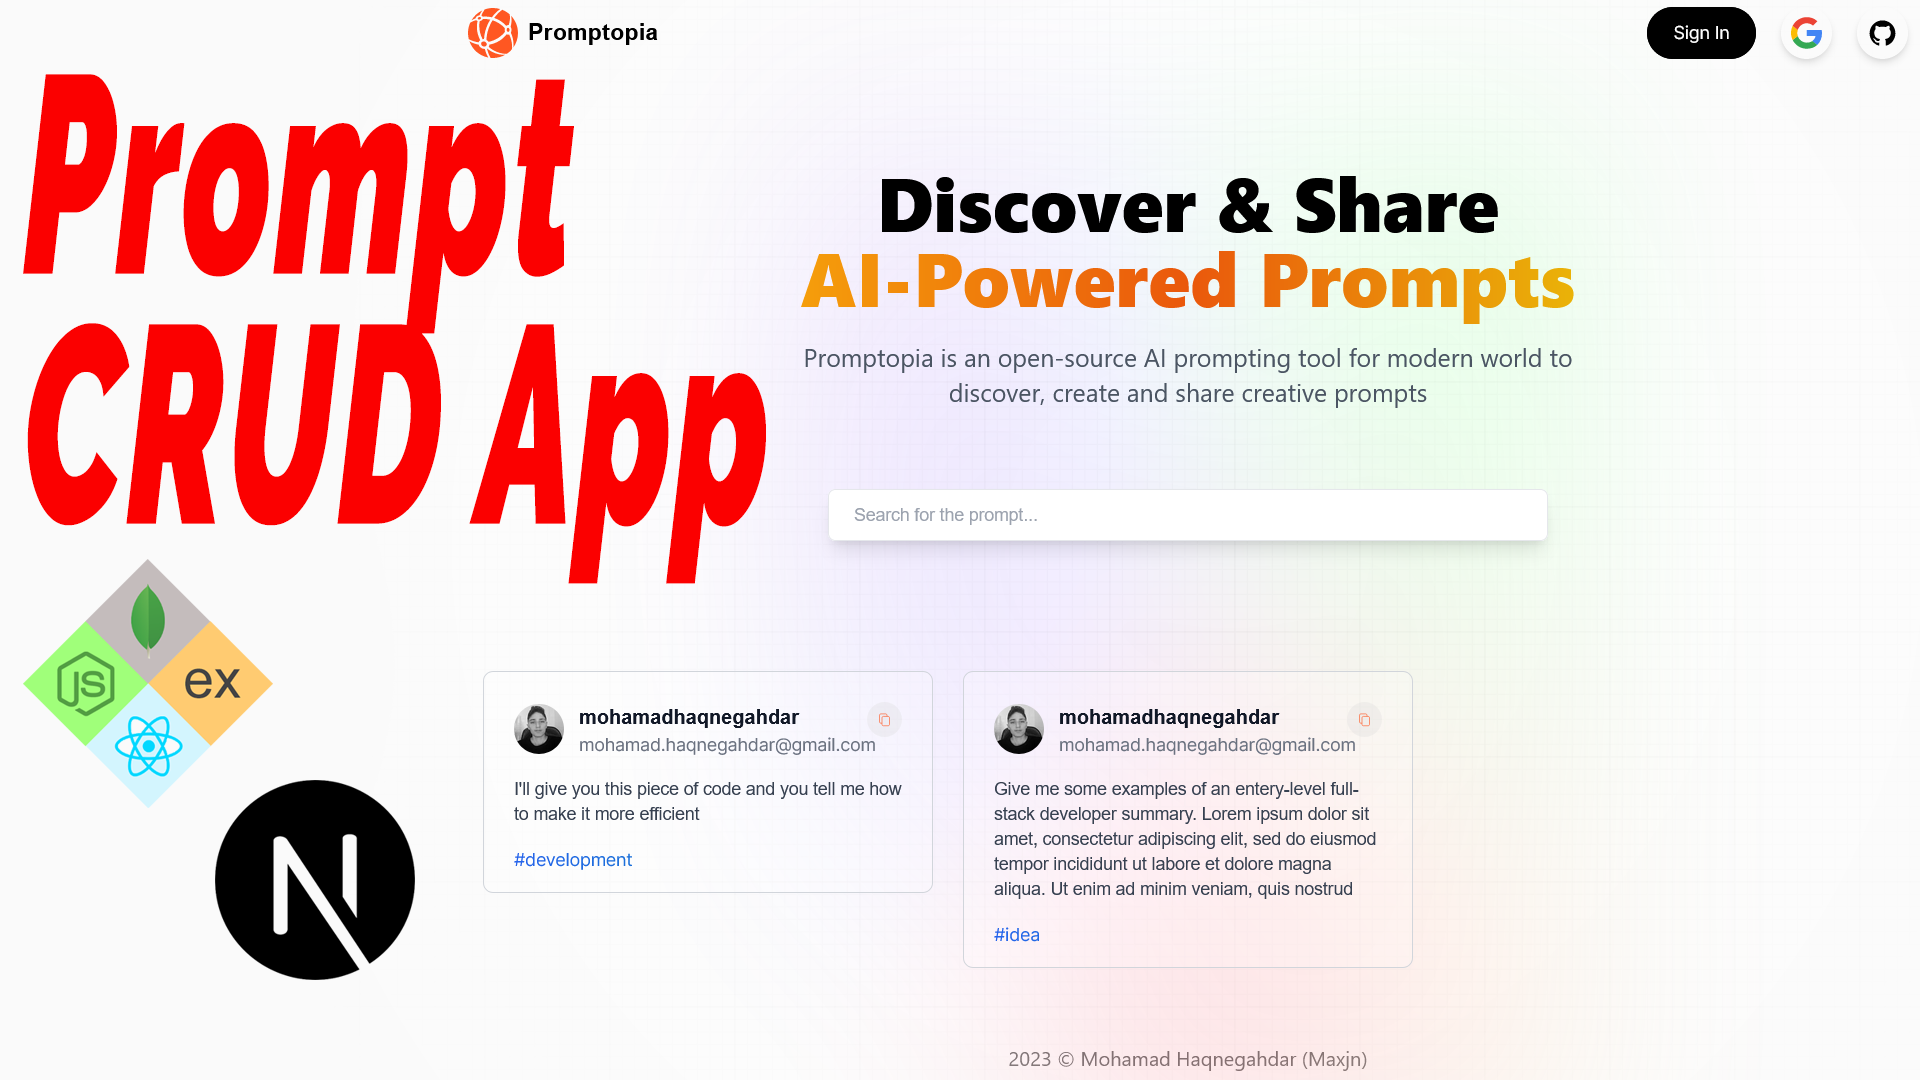 Promptopia
Sign In
Prompt
CRUD App
Discover & Share
AI-Powered Prompts
Promptopia is an open-source AI prompting tool for modern world to
discover, create and share creative prompts
Search for the prompt...
JS
ex
N
mohamadhaqnegahdar
mohamad.haqnegahdar@gmail.com
I'll give you this piece of code and you tell me how
to make it more efficient
#development
mohamadhaqnegahdar
mohamad.haqnegahdar@gmail.com
Give me some examples of an entery-level full-
stack developer summary. Lorem ipsum dolor sit
amet, consectetur adipiscing elit, sed do eiusmod
tempor incididunt ut labore et dolore magna
aliqua. Ut enim ad minim veniam, quis nostrud
#idea
2023 © Mohamad Haqnegahdar (Maxjn)